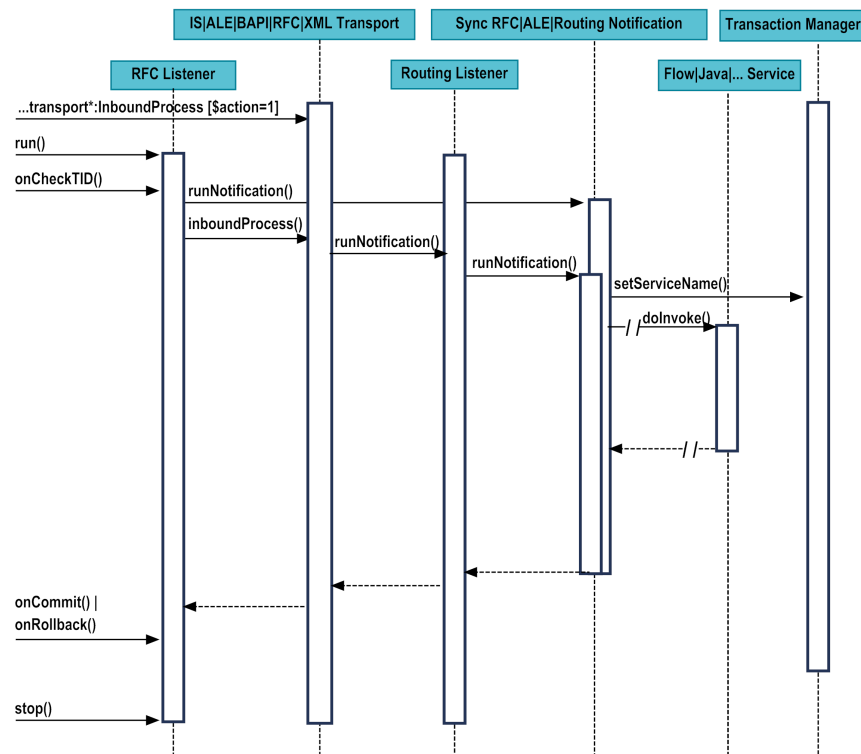 IS|ALE|BAPI|RFC|XML Transport
Sync RFC|ALE|Routing Notification
Transaction Manager
RFC Listener
Routing Listener
Flow|Java|... Service
...transport*:InboundProcess [$action=1]
run()
onCheckTID()
runNotification()
inboundProcess()
runNotification()
runNotification()
setServiceName()
doInvoke()
onCommit() |
onRollback()
stop()